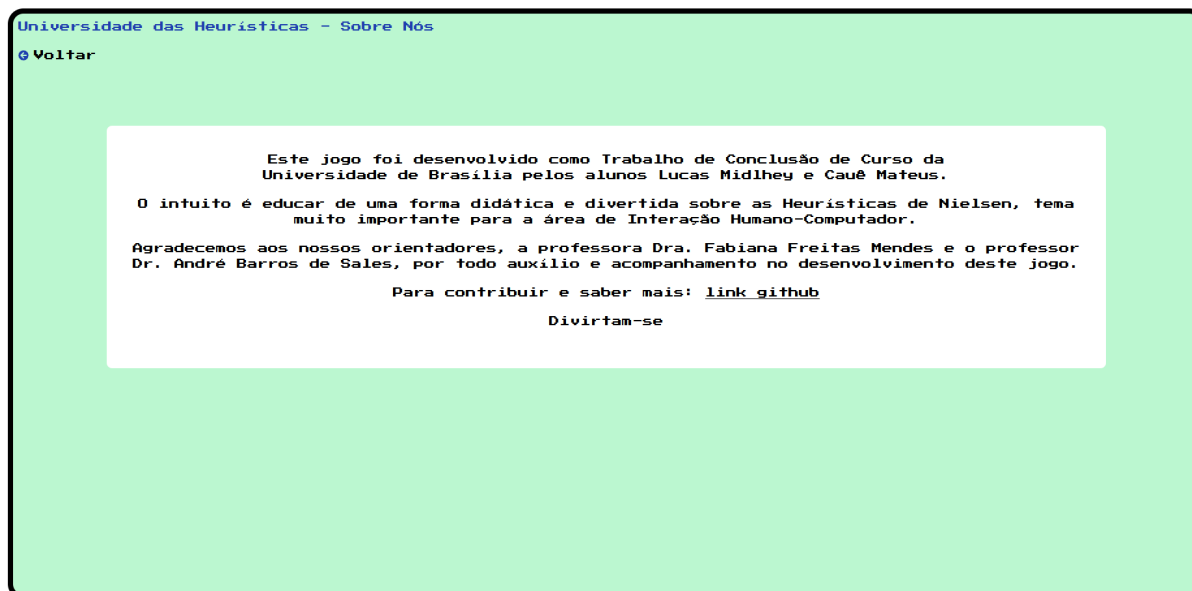 Universidade das Heurísticas - Sobre Nós
Voltar
Este jogo foi desenvolvido como Trabalho de Conclusão de Curso da
Universidade de Brasília pelos alunos Lucas Midlhey e Cauê Mateus.
O intuito é educar de uma forma didática e divertida sobre as Heurísticas de Nielsen, tema
muito importante para a área de Interação Humano-Computador.
Agradecemos aos nossos orientadores, a professora Dra. Fabiana Freitas Mendes e o professor
Dr. André Barros de Sales, por todo auxílio e acompanhamento no desenvolvimento deste jogo.
Para contribuir e saber mais: link github
Divirtam-se